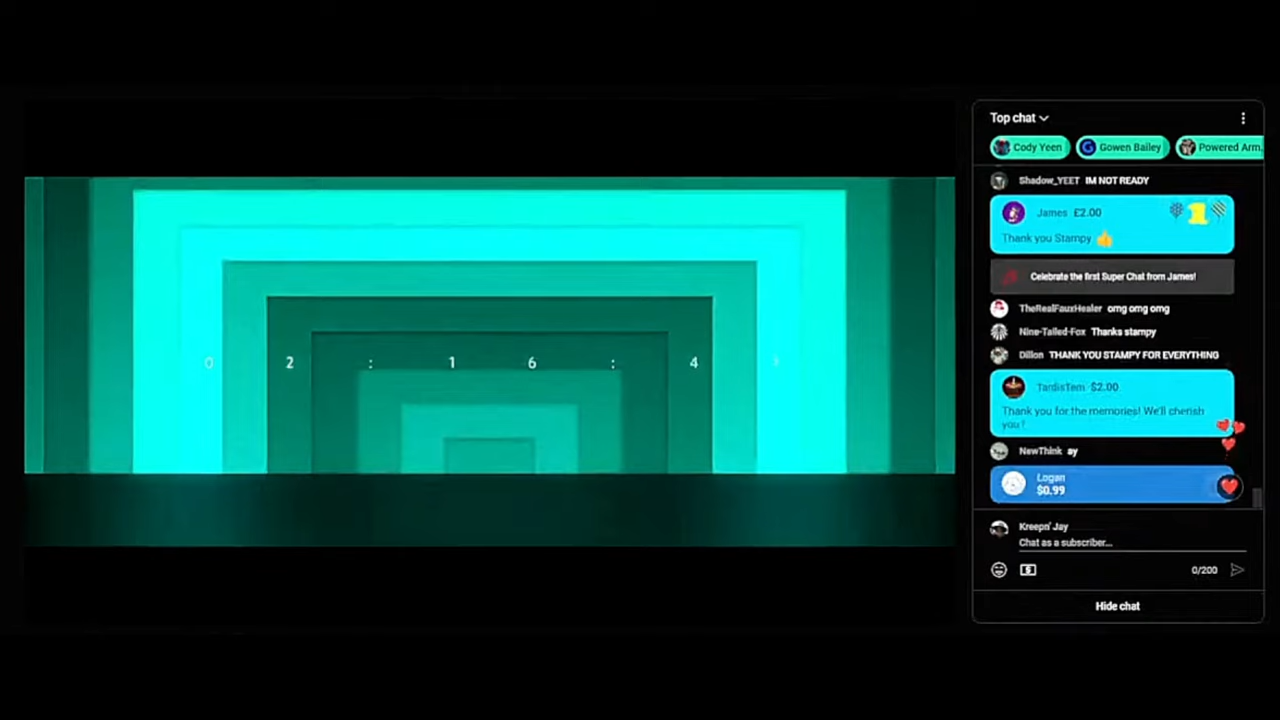 0 2 : 1 6 : 4
Top chat
Cody Yeen Gowen Bailey Powered Arm.
Shadow_YEET IM NOT READY
James £2.00
Thank you Stampy 👍
Celebrate the first Super Chat from James!
TheRealFauxHealer omg omg omg
Nine-Tailed-Fox Thanks stampy
Dillon THANK YOU STAMPY FOR EVERYTHING
TardisTem $2.00
Thank you for the memories! We'll cherish
you !
NewThink ay
Logan
$0.99
Kreepn' Jay
Chat as a subscriber...
0/200
Hide chat